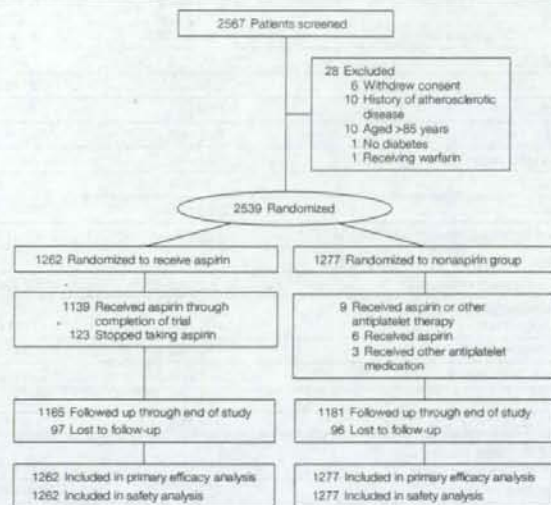 2567 Patients screened
28 Excluded
6 Withdrew consent
10 History of atherosclerotic
disease
10 Aged >85 years
1 No diabetes
1 Receiving warfarin
2539 Randomized
1262 Randomized to receive aspirin
1277 Randomized to nonaspirin group
1139 Received aspirin through
completion of trial
123 Stopped taking aspirin
9 Received aspirin or other
antiplatelet therapy
6 Received aspirin
3 Received other antiplatelet
medication
1165 Followed up through end of study
97 Lost to follow-up
1181 Followed up through end of study
96 Lost to follow-up
1262 Included in primary efficacy analysis
1262 Included in safety analysis
1277 Included in primary efficacy analysis
1277 Included in safety analysis